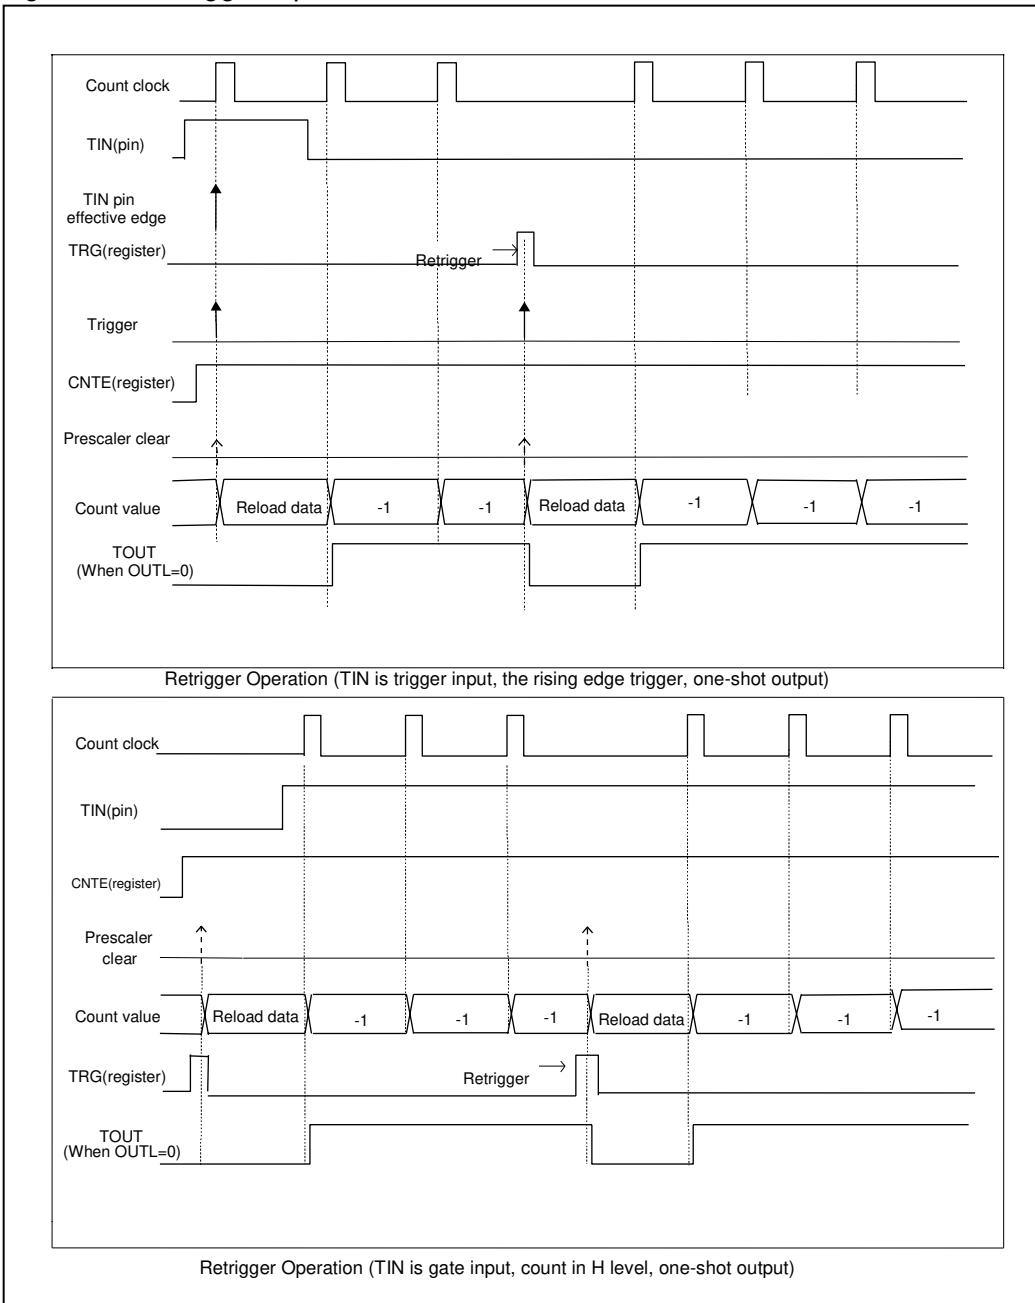 Count clock
TIN(pin)
TIN pin
effective edge
TRG(register)
Retrigger
Trigger
CNTE(register)
Prescaler clear
Count value
Reload data
-1
-1
Reload data
-1
-1
-1
TOUT
(When OUTL=0)
Retrigger Operation (TIN is trigger input, the rising edge trigger, one-shot output)
Count clock
TIN(pin)
CNTE(register)
Prescaler
clear
Count value
Reload data
-1
-1
-1
Reload data
-1
-1
-1
TRG(register)
Retrigger
TOUT
(When OUTL=0)
Retrigger Operation (TIN is gate input, count in H level, one-shot output)